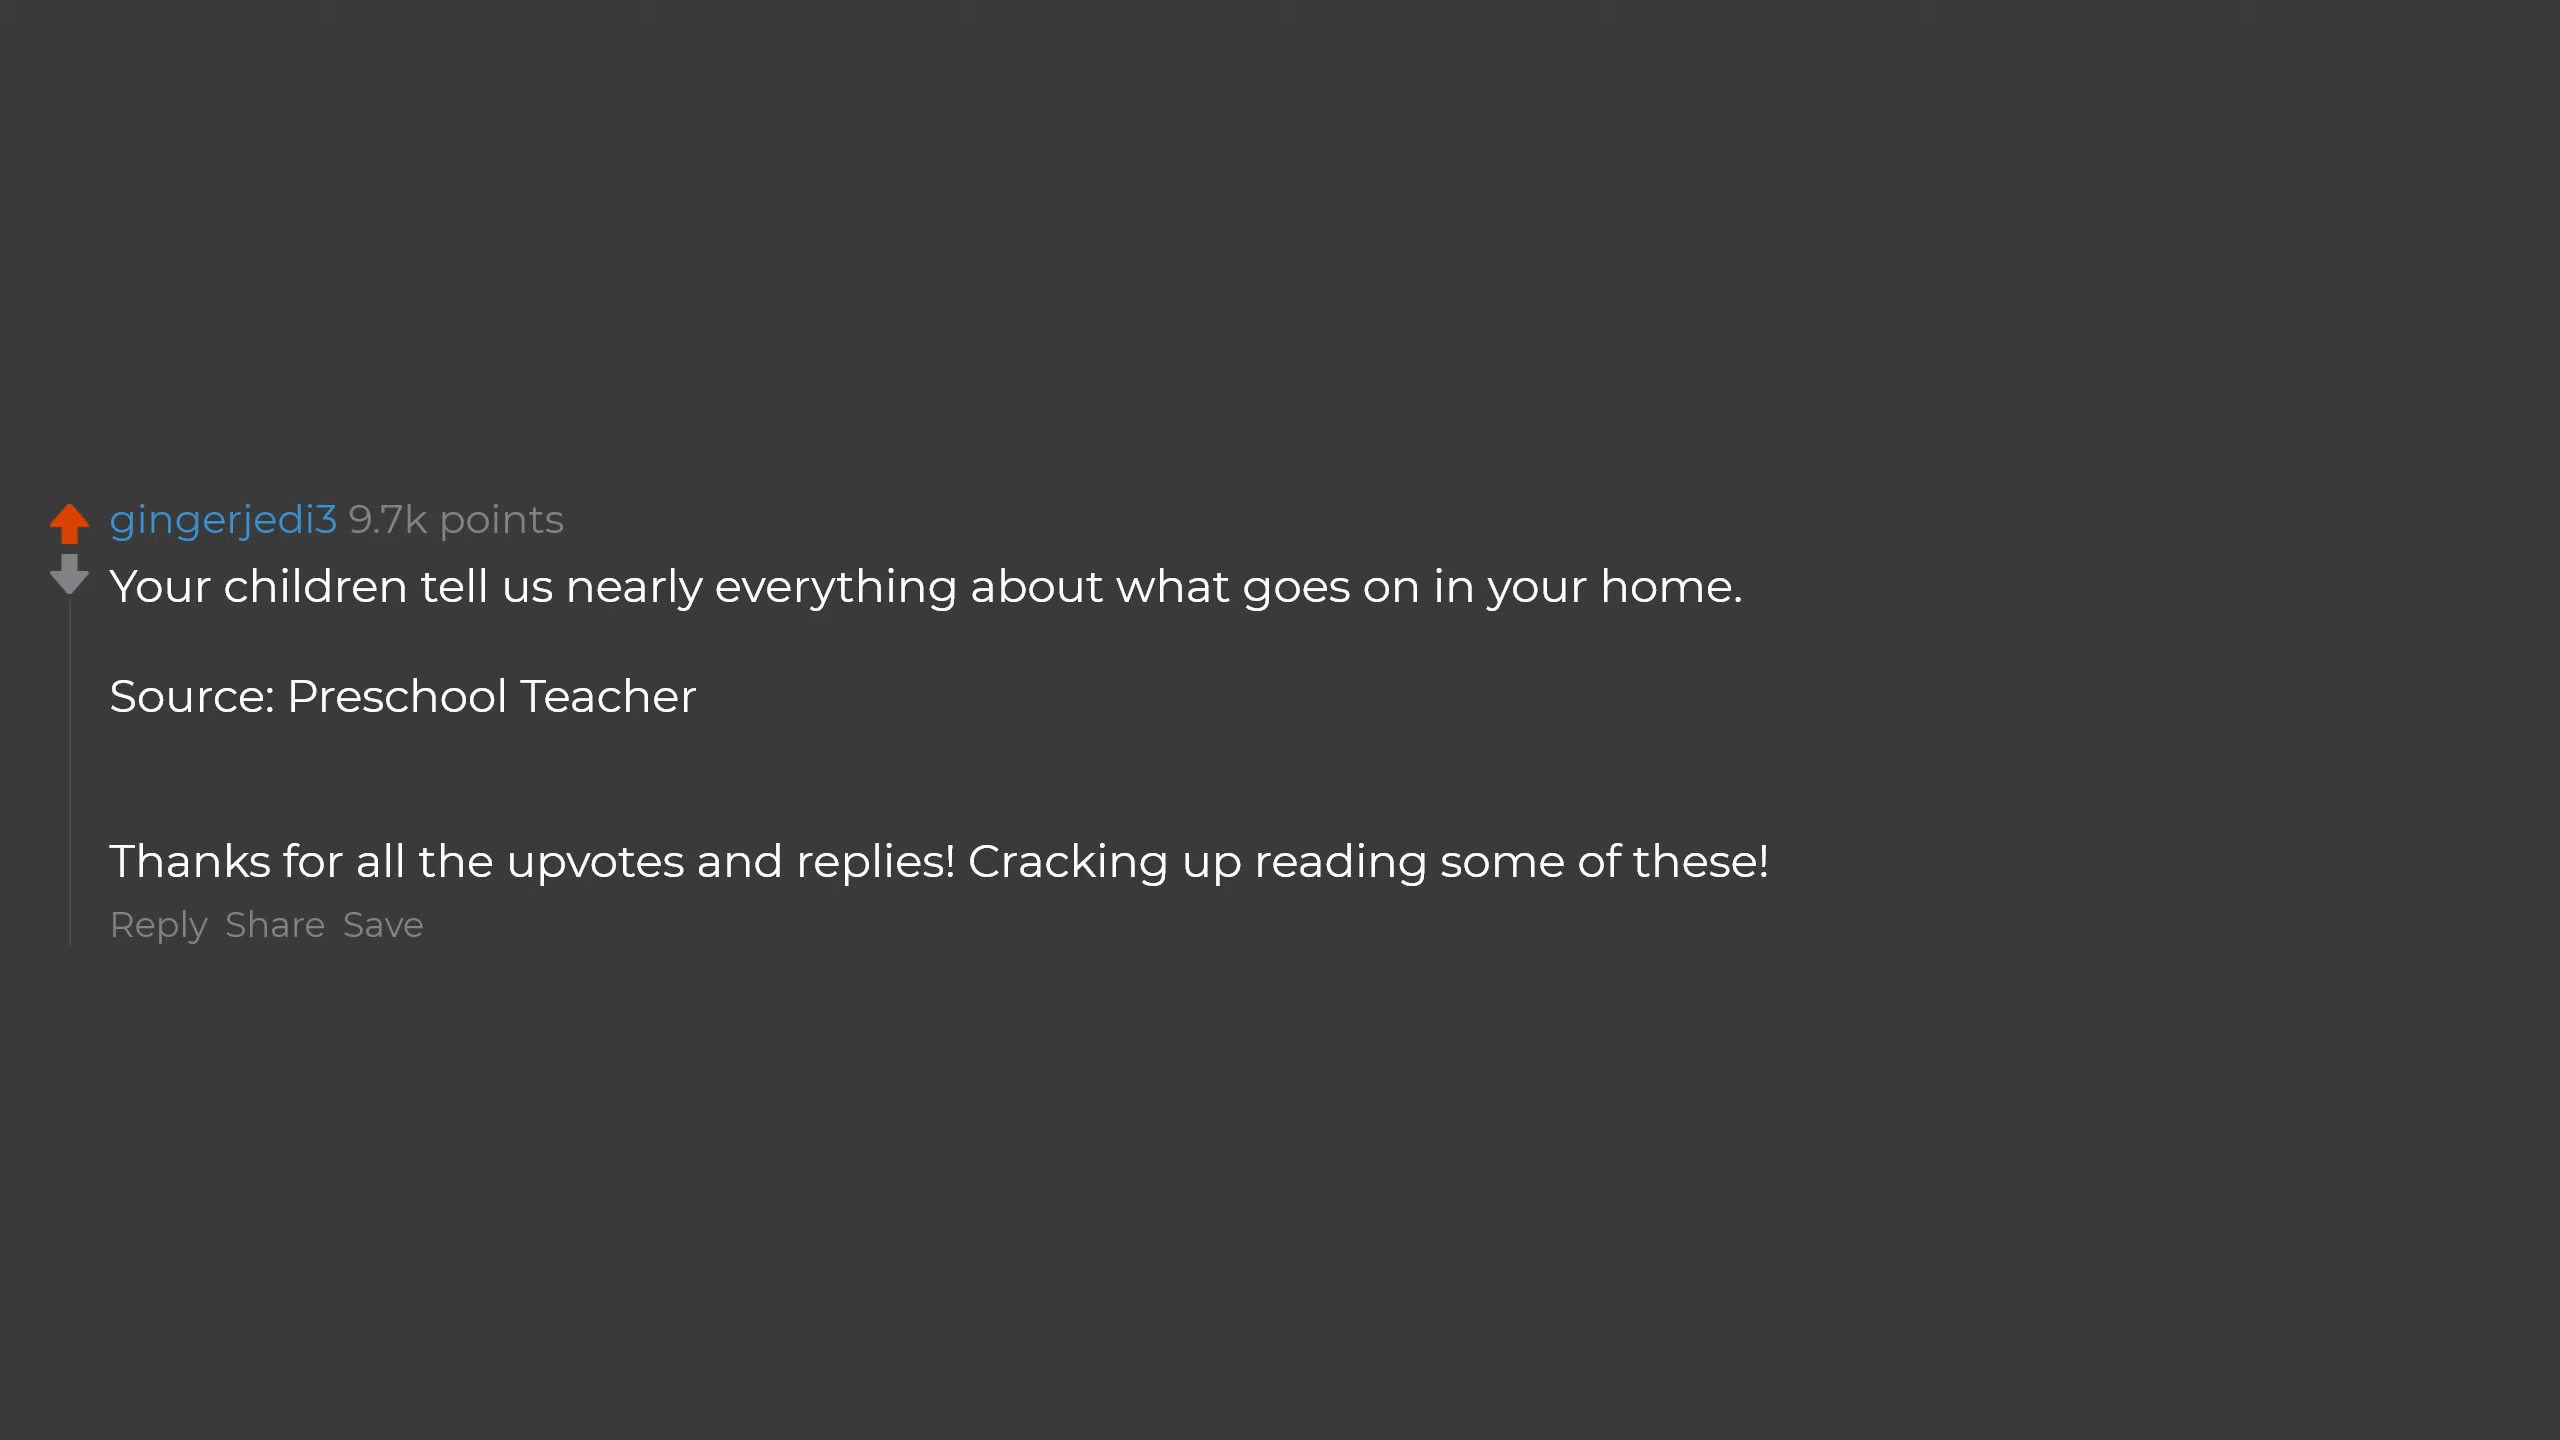 gingerjedi3 9.7k points
Your children tell us nearly everything about what goes on in your home.
Source: Preschool Teacher
Thanks for all the upvotes and replies! Cracking up reading some of these!
Reply Share Save